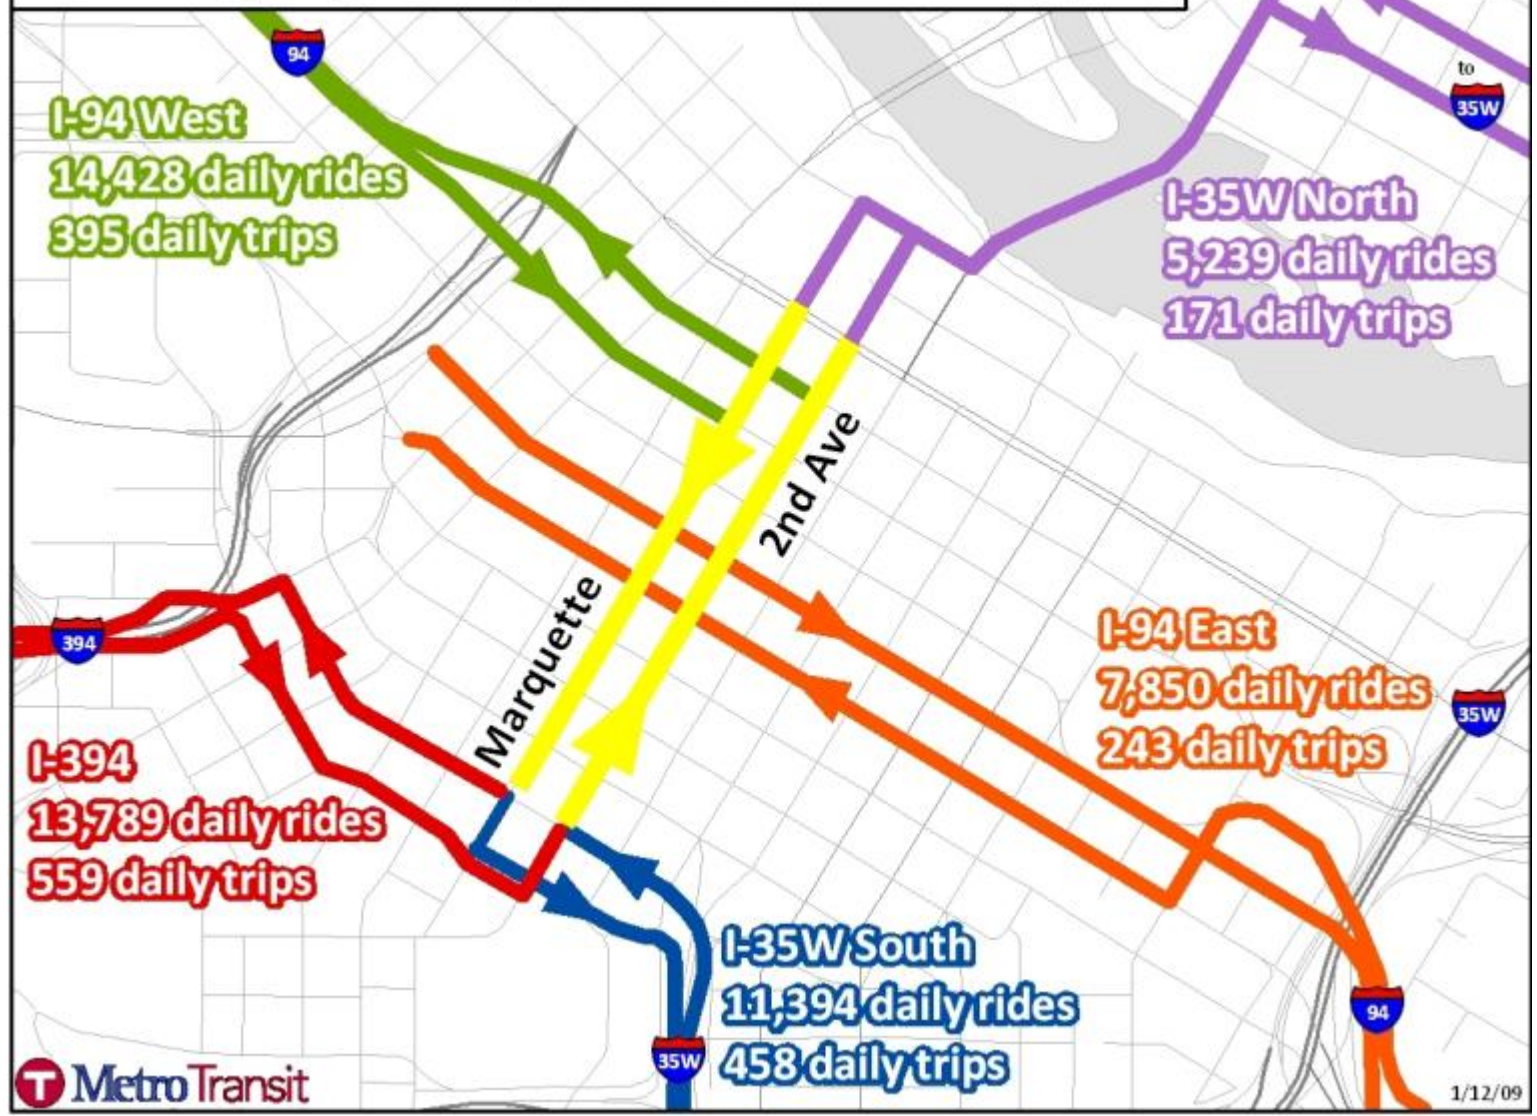 94
to
35W
I-94 West
14,428 daily rides
395 daily trips
I-35W North
5,239 daily rides
171 daily trips
2nd Ave
Marquette
394
I-94 East
7,850 daily rides
243 daily trips
35W
I-394
13,789 daily rides
559 daily trips
I-35W South
11,394 daily rides
458 daily trips
94
35W
T MetroTransit
1/12/09